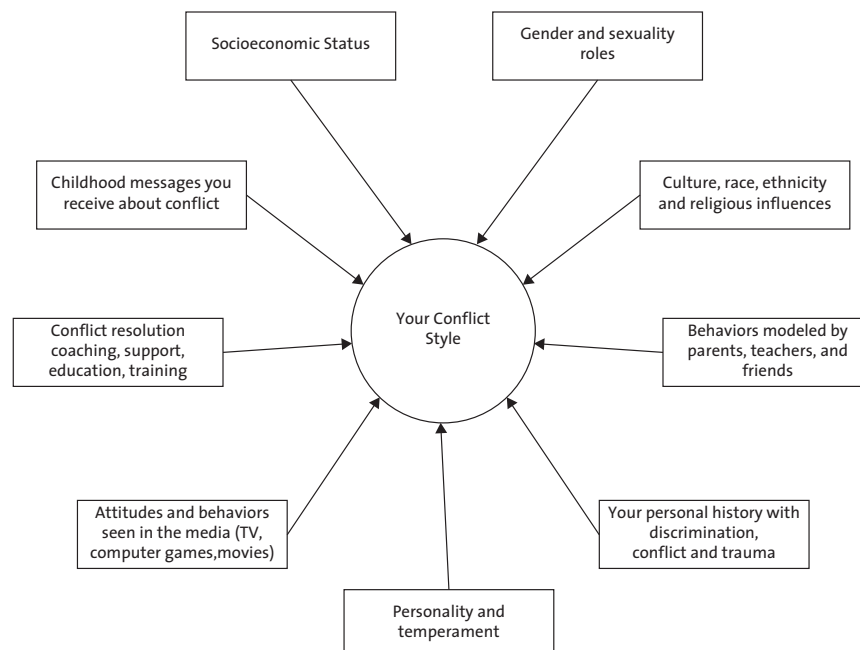 Socioeconomic Status
Gender and sexuality
roles
Childhood messages you
receive about conflict
Culture, race, ethnicity
and religious influences
Your Conflict
Style
Conflict resolution
coaching, support,
education, training
Behaviors modeled by
parents, teachers, and
friends
Attitudes and behaviors
seen in the media (TV,
computer games,movies)
Your personal history with
discrimination,
conflict and trauma
Personality and
temperament